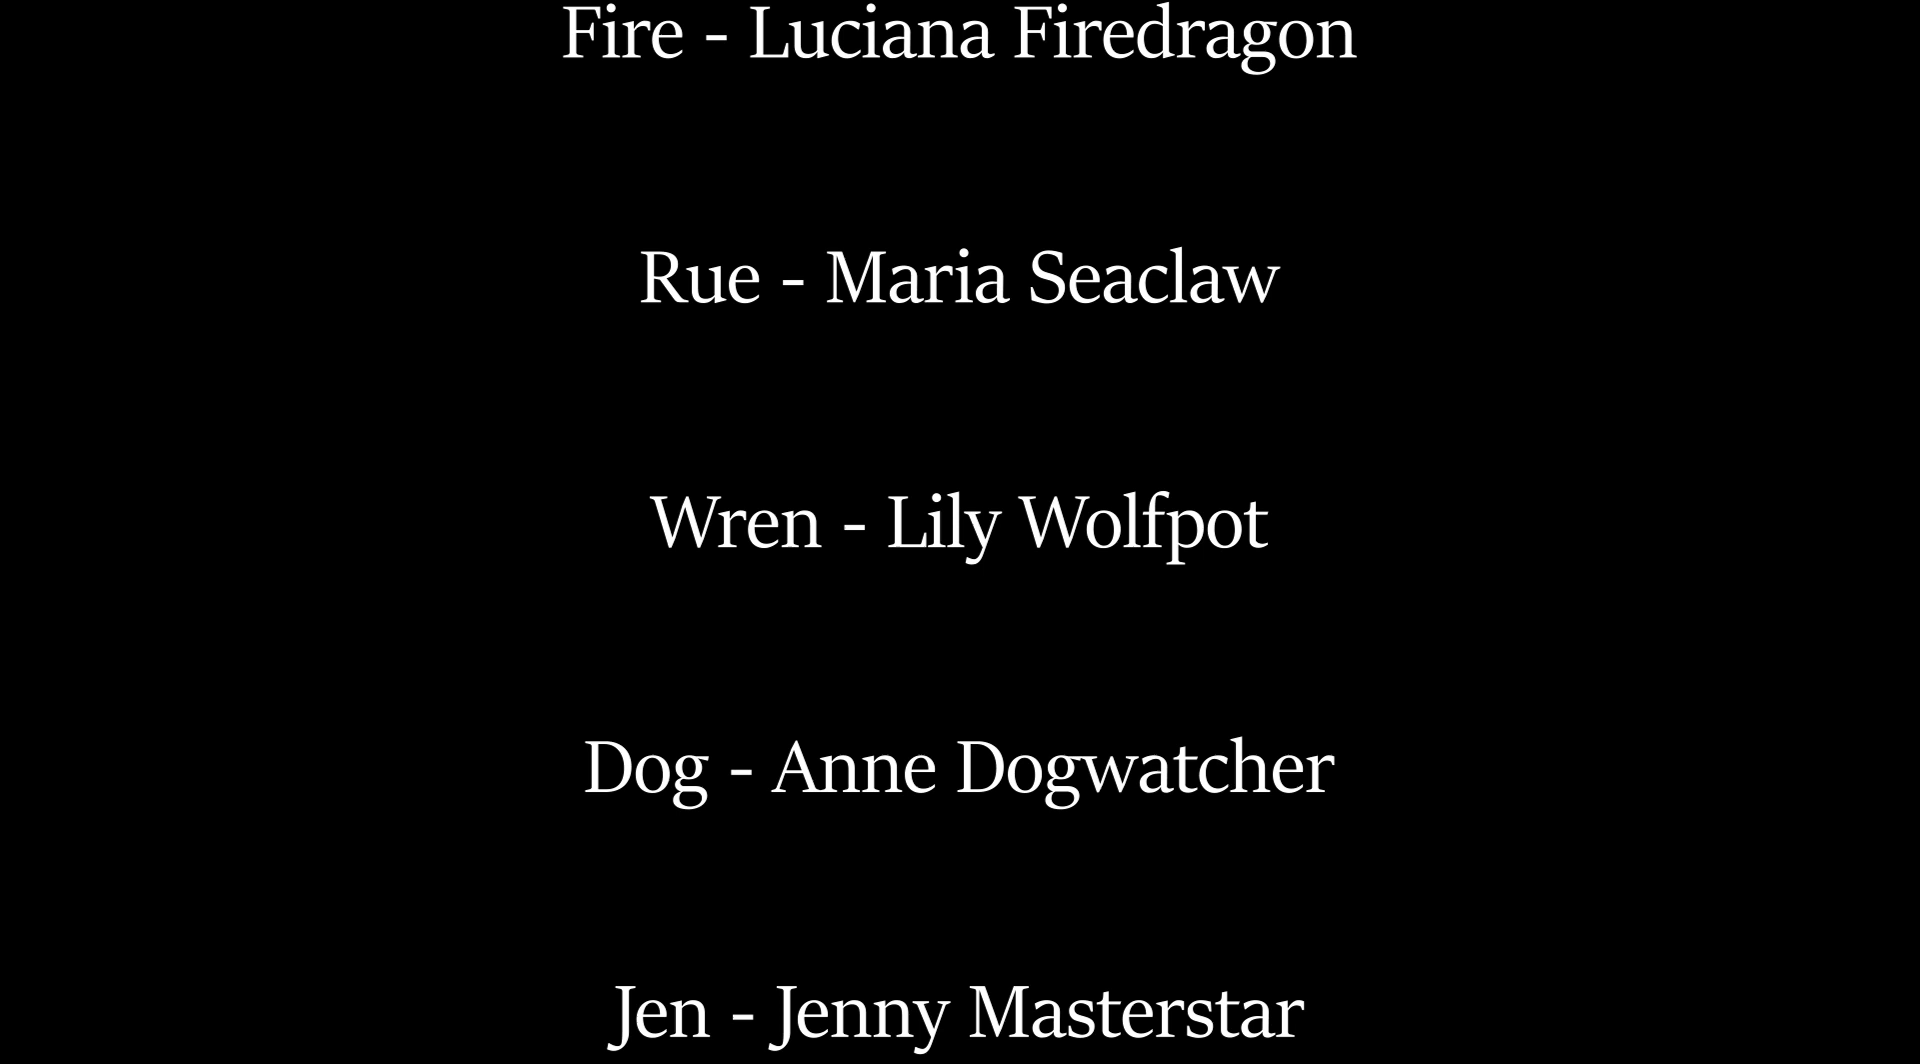 Fire - Luciana Firedragon
Rue - Maria Seaclaw
Wren - Lily Wolfpot
Dog - Anne Dogwatcher
Jen - Jenny Masterstar